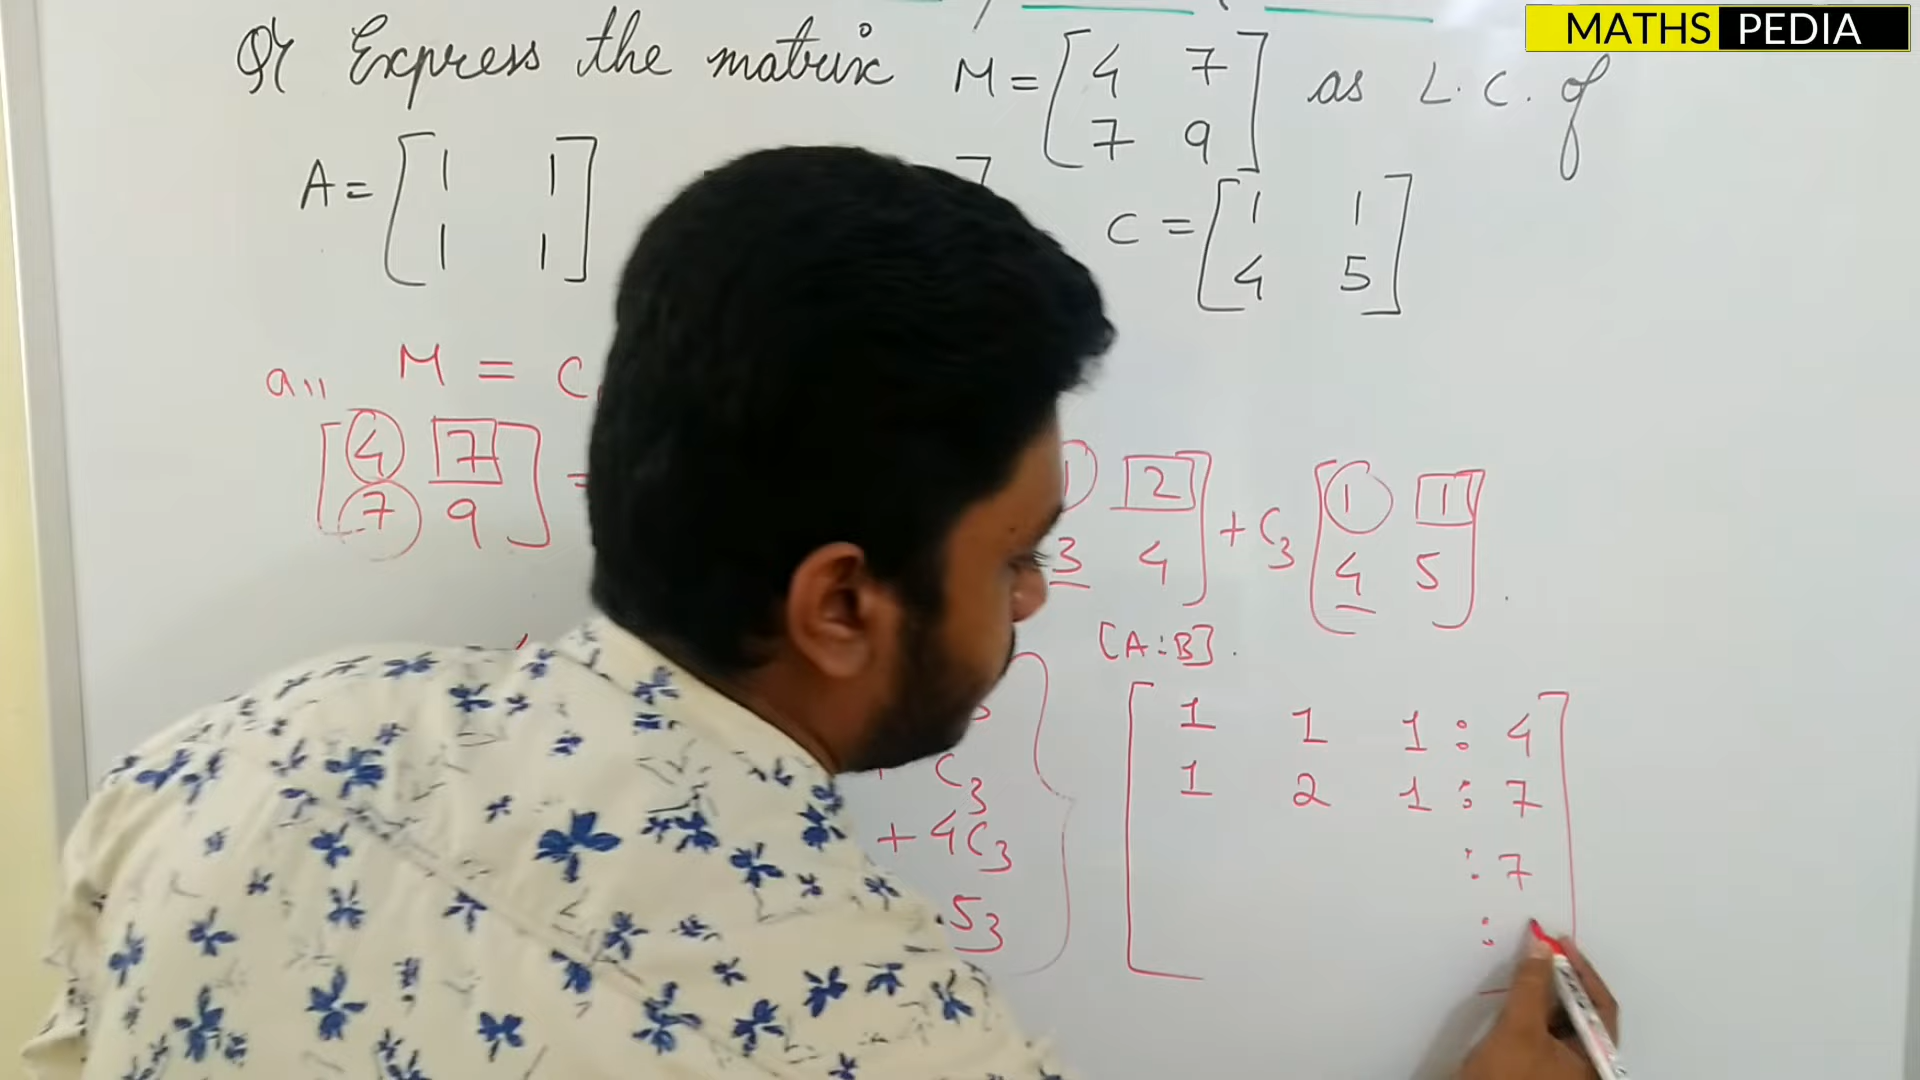 MATHS PEDIA
Q Express the matrix M = [4 7 as L.C. of
7 9]
A = [1 1 C = [1 1
1 1] 4 5]
M = C
a11
[4 7 = 1 2] + C3 [1 1
7 9] 3 4 4 5]
[A:B].
1 1 1 : 4
C3 1 2 1 : 7
+ 4C3 : 7
53 :